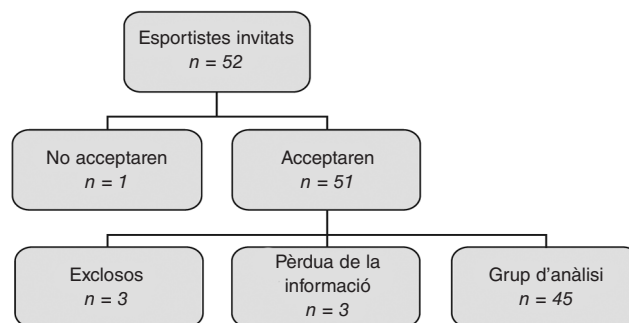 Esportistes invitats
n = 52
No acceptaren
n = 1
Acceptaren
n = 51
Exclosos
n = 3
Pèrdua de la
informació
n = 3
Grup d'anàlisi
n = 45